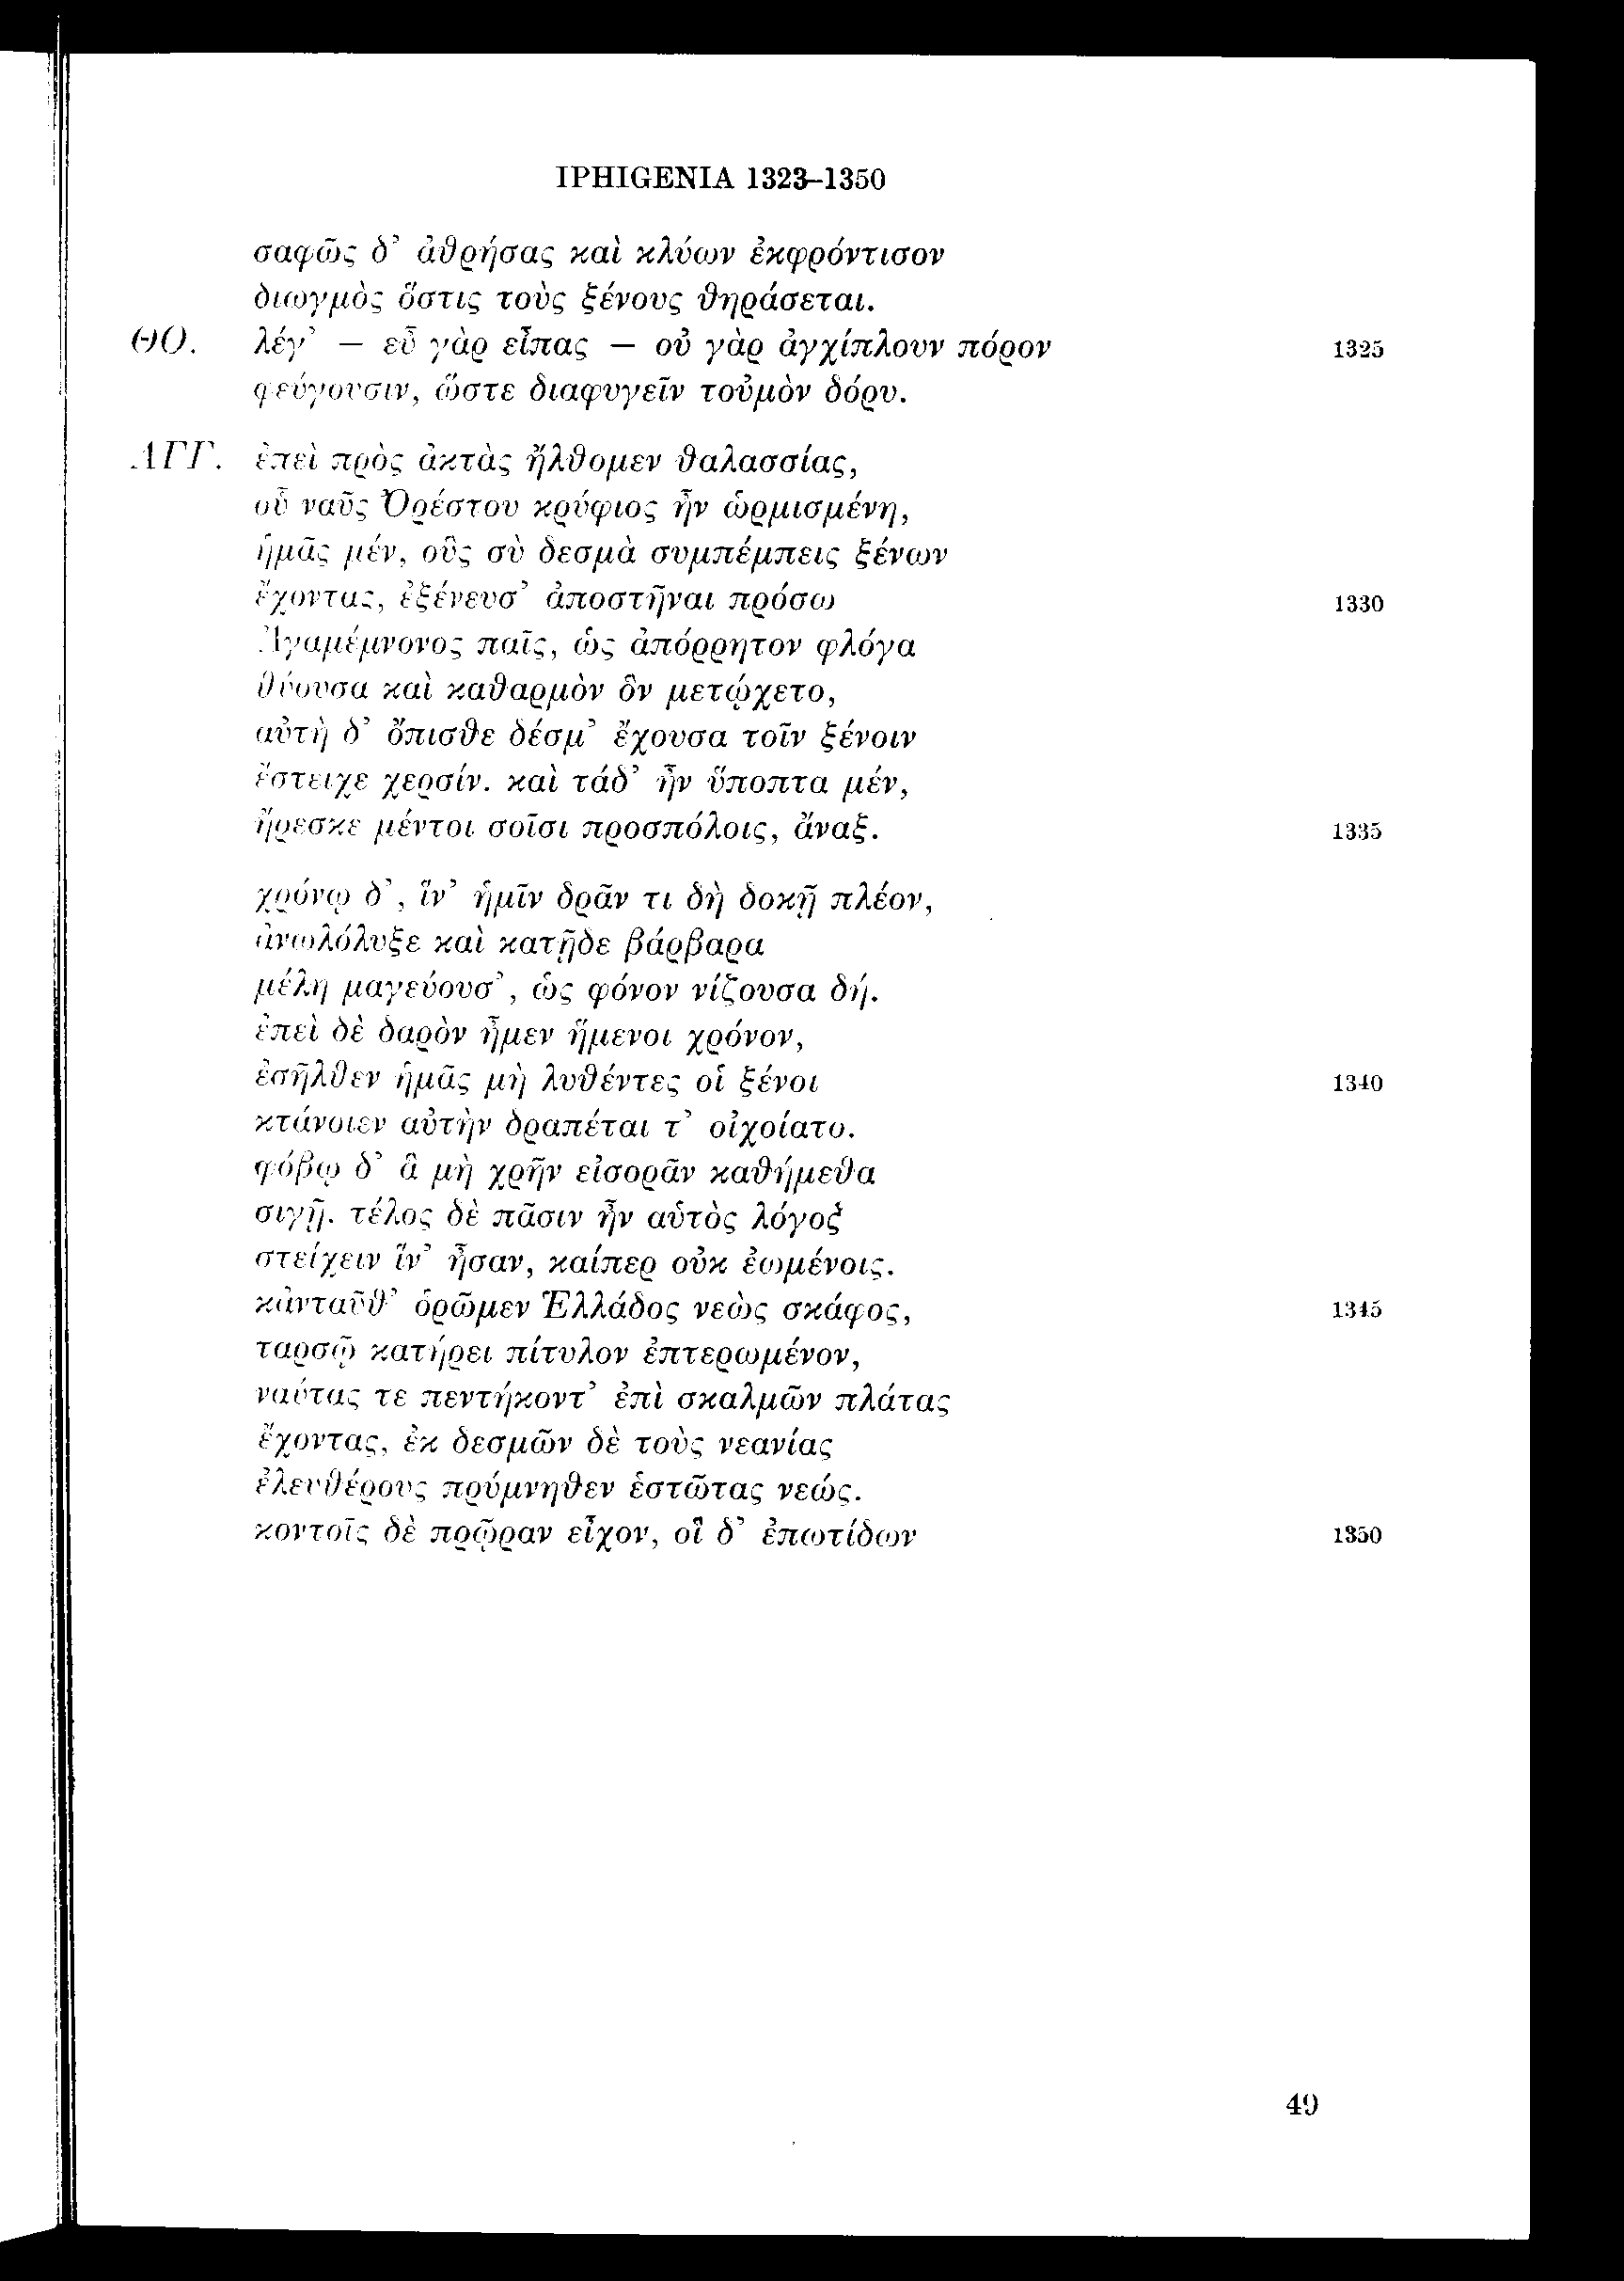 IPHIGENIA 1323–1350
σαφῶς δ’ ἀθρήσας καὶ κλύων ἐκφρόντισον
διωγμὸς ὅστις τοὺς ξένους θηράσεται.
ΘΟ. λέγ’ — εὖ γὰρ εἶπας — οὐ γὰρ ἀγχίπλουν πόρον 1325
φεύγουσιν, ὥστε διαφυγεῖν τοὐμὸν δόρυ.
ΑΓΓ. ἐπεὶ πρὸς ἀκτὰς ἤλθομεν θαλασσίας,
οὗ ναῦς Ὀρέστου κρύφιος ἦν ὡρμισμένη,
ἡμᾶς μέν, οὓς σὺ δεσμὰ συμπέμπεις ξένων
ἔχοντας, ἐξένευσ’ ἀποστῆναι πρόσω 1330
Ἀγαμέμνονος παῖς, ὡς ἀπόρρητον φλόγα
θύουσα καὶ καθαρμὸν ὃν μετῴχετο,
αὐτὴ δ’ ὄπισθε δέσμ’ ἔχουσα τοῖν ξένοιν
ἔστειχε χερσίν. καὶ τάδ’ ἦν ὕποπτα μέν,
ἤρεσκε μέντοι σοῖσι προσπόλοις, ἄναξ. 1335
χρόνῳ δ’, ἵν’ ἡμῖν δρᾶν τι δὴ δοκῇ πλέον,
ἀνωλόλυξε καὶ κατῇδε βάρβαρα
μέλη μαγεύουσ’, ὡς φόνον νίζουσα δή.
ἐπεὶ δὲ δαρὸν ἦμεν ἥμενοι χρόνον,
ἐσῆλθεν ἡμᾶς μὴ λυθέντες οἱ ξένοι 1340
κτάνοιεν αὐτὴν δραπέται τ’ οἰχοίατο.
φόβῳ δ’ ἃ μὴ χρῆν εἰσορᾶν καθήμεθα
σιγῇ. τέλος δὲ πᾶσιν ἦν αὑτὸς λόγος
στείχειν ἵν’ ἦσαν, καίπερ οὐκ ἐωμένοις.
κἀνταῦθ’ ὁρῶμεν Ἑλλάδος νεὼς σκάφος, 1345
ταρσῷ κατήρει πίτυλον ἐπτερωμένον,
ναύτας τε πεντήκοντ’ ἐπὶ σκαλμῶν πλάτας
ἔχοντας, ἐκ δεσμῶν δὲ τοὺς νεανίας
ἐλευθέρους πρύμνηθεν ἑστῶτας νεώς.
κοντοῖς δὲ πρῷραν εἶχον, οἳ δ’ ἐπωτίδων 1350
49